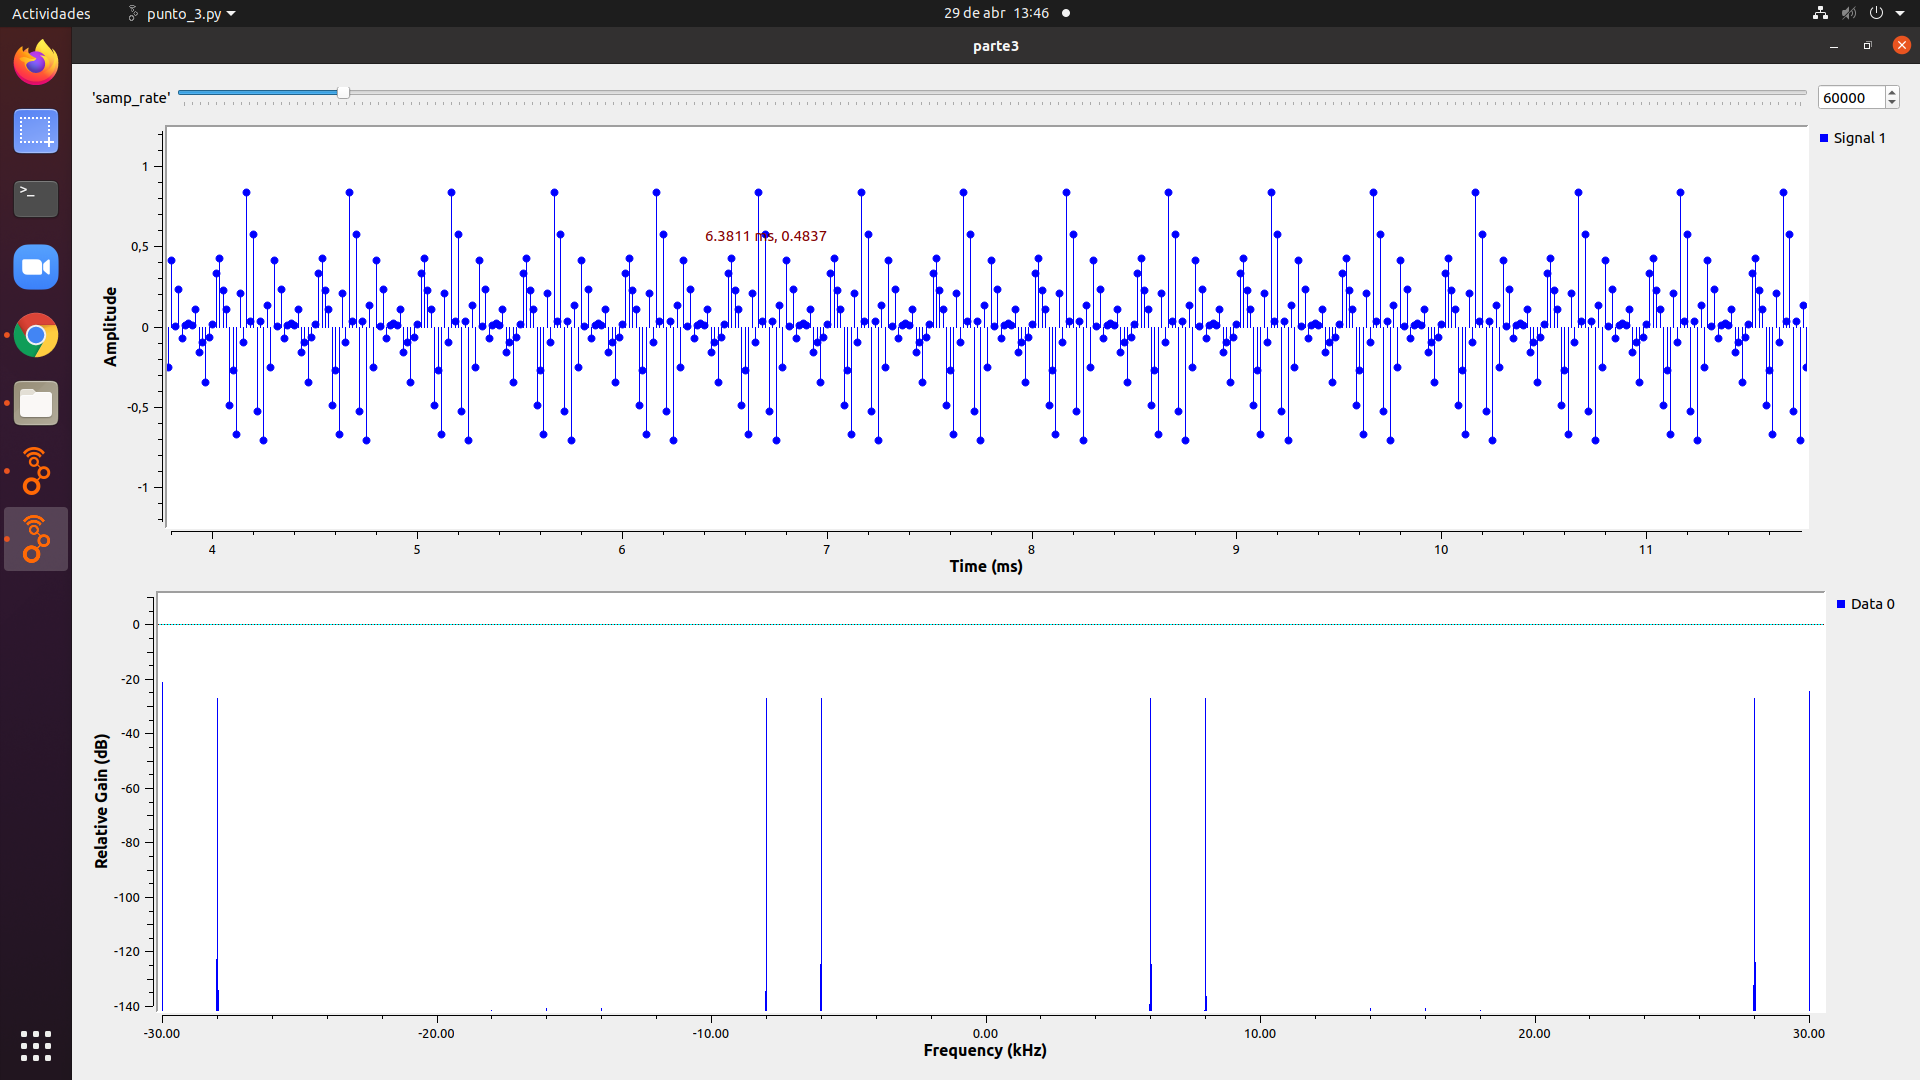 Actividades punto_3.py 29 de abr 13:46
parte3
'samp_rate' 60000
Signal 1
Amplitude
1
0,5
0
-0,5
-1
6.3811 ms, 0.4837
4 5 6 7 8 9 10 11
Time (ms)
Data 0
Relative Gain (dB)
0
-20
-40
-60
-80
-100
-120
-140
-30.00 -20.00 -10.00 0.00 10.00 20.00 30.00
Frequency (kHz)